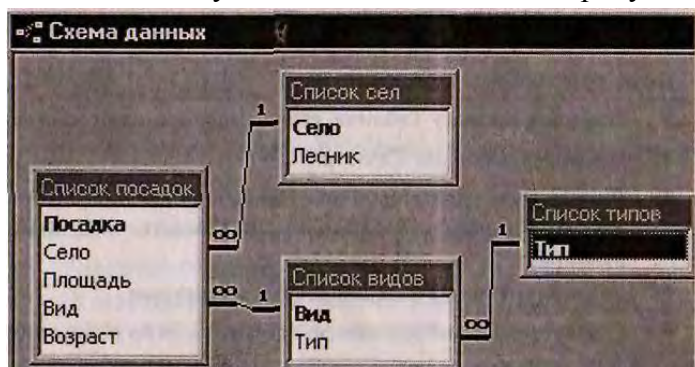 Схема данных
Список сел
1
Село
Лесник
Список посадок
Посадка
Село
Площадь
Вид
Возраст
∞
∞
1
Список видов
Вид
Тип
∞
1
Список типов
Тип